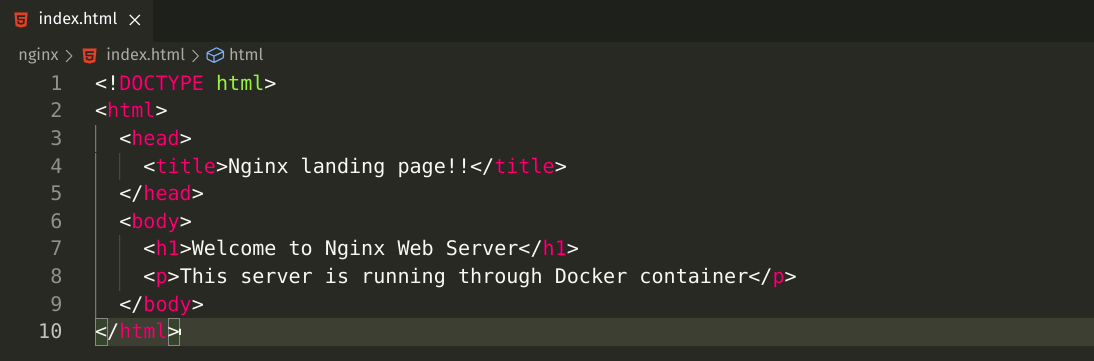 index.html ×
nginx > index.html > html
1 <!DOCTYPE html>
2 <html>
3   <head>
4     <title>Nginx landing page!!</title>
5   </head>
6   <body>
7     <h1>Welcome to Nginx Web Server</h1>
8     <p>This server is running through Docker container</p>
9   </body>
10 </html>